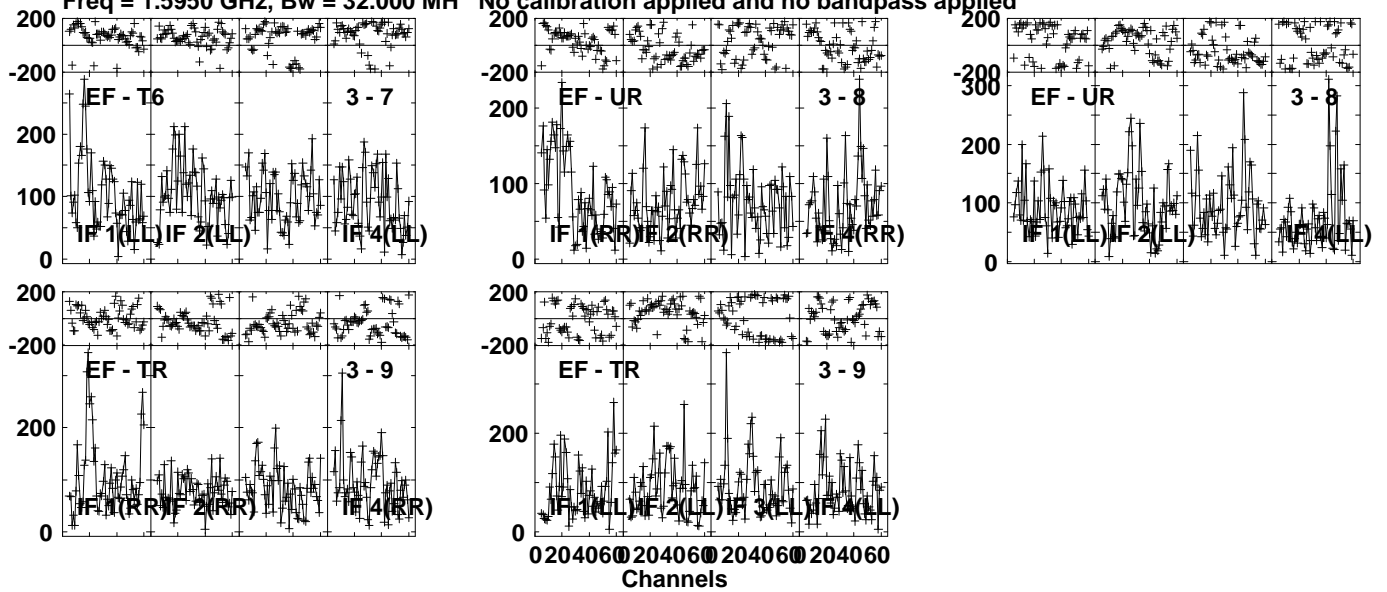 Freq = 1.5950 GHz, Bw = 32.000 MH No calibration applied and no bandpass applied
200
-200
EF - T6 3 - 7
200
100
0
IF 1(LL) IF 2(LL) IF 4(LL)
200
-200
EF - UR 3 - 8
200
100
0
IF 1(RR) IF 2(RR) IF 4(RR)
200
-200
300
EF - UR 3 - 8
200
100
0
IF 1(LL) IF 2(LL) IF 4(LL)
200
-200
EF - TR 3 - 9
200
0
IF 1(RR) IF 2(RR) IF 4(RR)
200
-200
EF - TR 3 - 9
200
0
IF 1(LL) IF 2(LL) IF 3(LL) IF 4(LL)
0 20 40 60 0 20 40 60 0 20 40 60 0 20 40 60
Channels